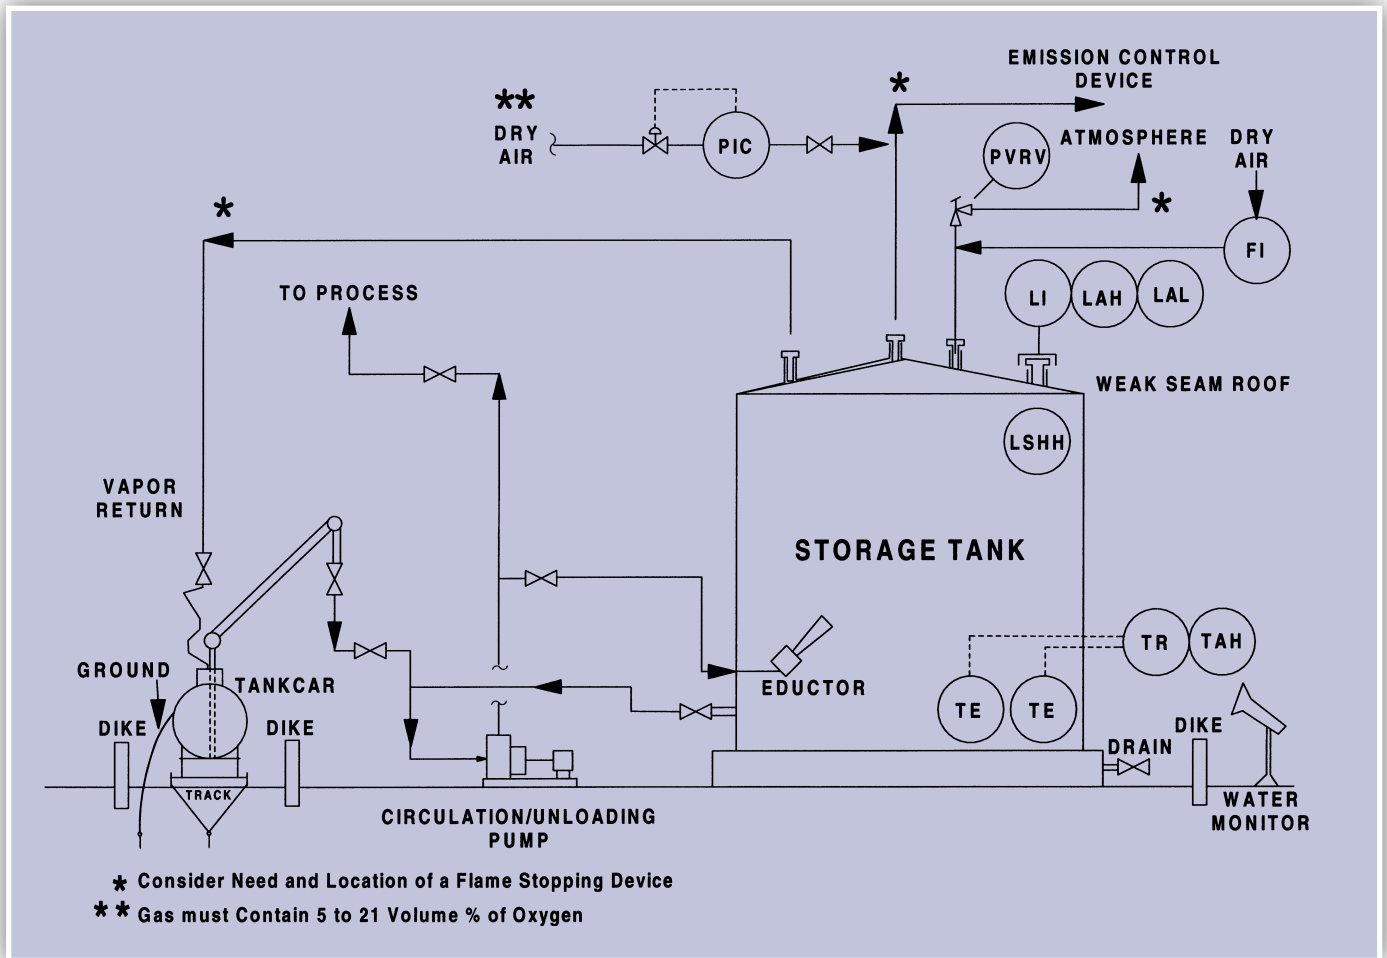 EMISSION CONTROL
DEVICE
*
**
DRY
AIR
PIC
PVRV
ATMOSPHERE
DRY
AIR
*
*
FI
TO PROCESS
LI
LAH
LAL
WEAK SEAM ROOF
LSHH
VAPOR
RETURN
STORAGE TANK
GROUND
TANKCAR
EDUCTOR
TR
TAH
TE
TE
DIKE
DIKE
DIKE
DRAIN
TRACK
CIRCULATION/UNLOADING
PUMP
WATER
MONITOR
* Consider Need and Location of a Flame Stopping Device
** Gas must Contain 5 to 21 Volume % of Oxygen